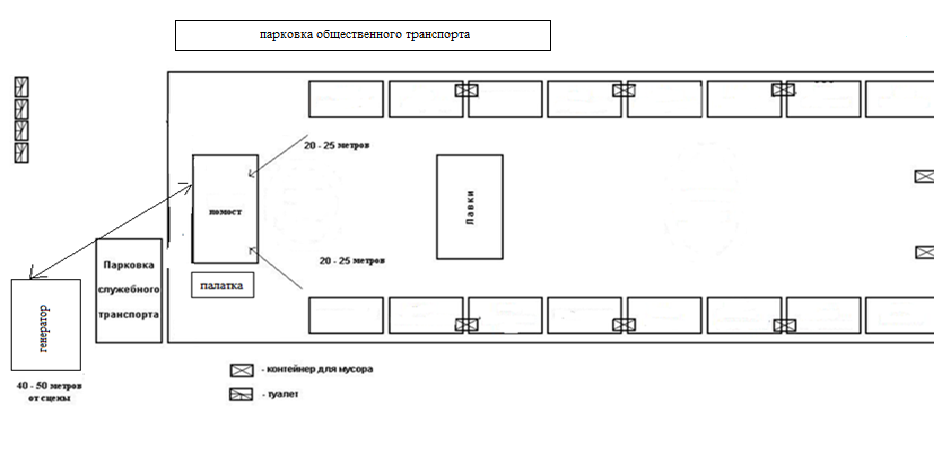 парковка общественного транспорта
20 - 25 метров
помост
Лавки
20 - 25 метров
Парковка
служебного
транспорта
палатка
генератор
40 - 50 метров
от сцены
- контейнер для мусора
- туалет